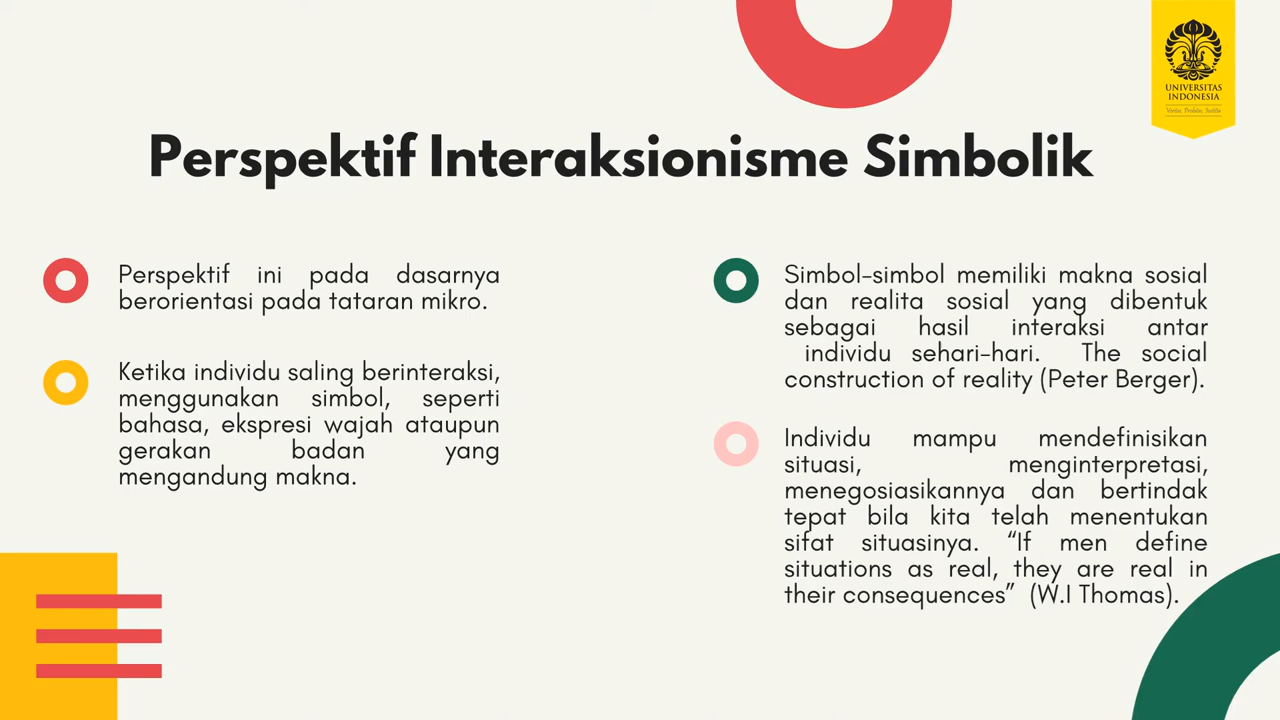 UNIVERSITAS
INDONESIA
Veritas, Probitas, Iustitia
Perspektif Interaksionisme Simbolik
Perspektif ini pada dasarnya
berorientasi pada tataran mikro.
Ketika individu saling berinteraksi,
menggunakan simbol, seperti
bahasa, ekspresi wajah ataupun
gerakan badan yang
mengandung makna.
Simbol-simbol memiliki makna sosial
dan realita sosial yang dibentuk
sebagai hasil interaksi antar
individu sehari-hari. The social
construction of reality (Peter Berger).
Individu mampu mendefinisikan
situasi, menginterpretasi,
menegosiasikannya dan bertindak
tepat bila kita telah menentukan
sifat situasinya. “If men define
situations as real, they are real in
their consequences” (W.I Thomas).